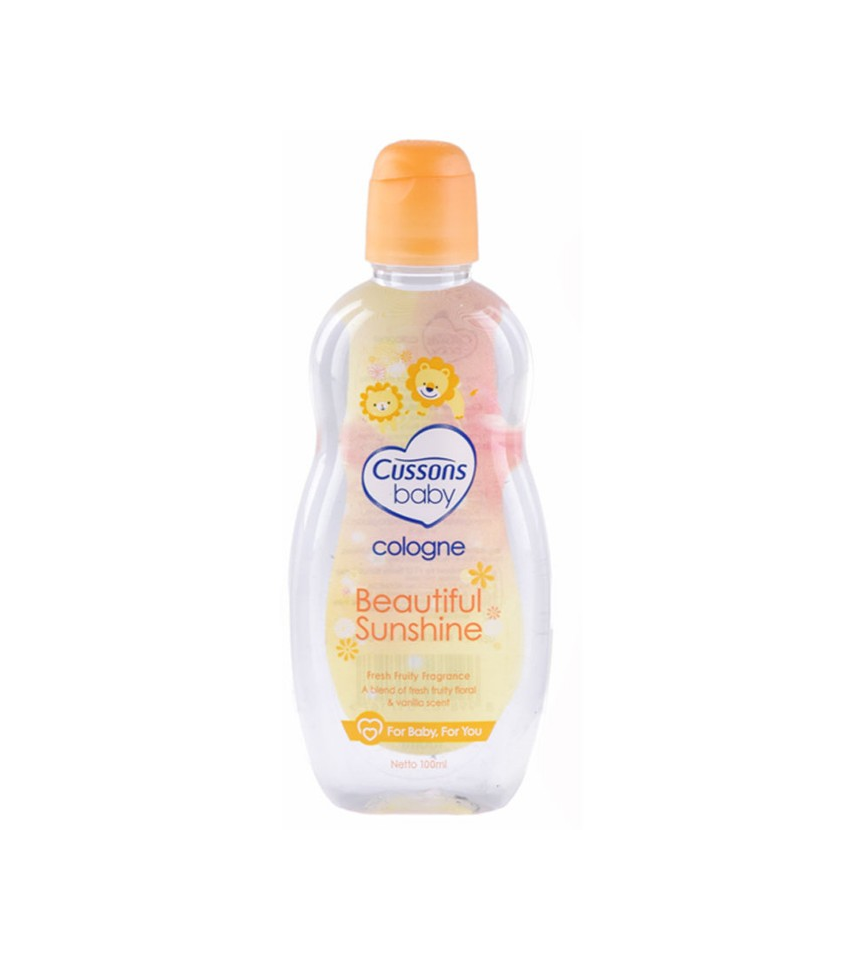 Cussons
baby
cologne
Beautiful
Sunshine
Fresh Fruity Fragrance
A blend of fresh fruity floral
& vanilla scent
For Baby, For You
Netto 100ml